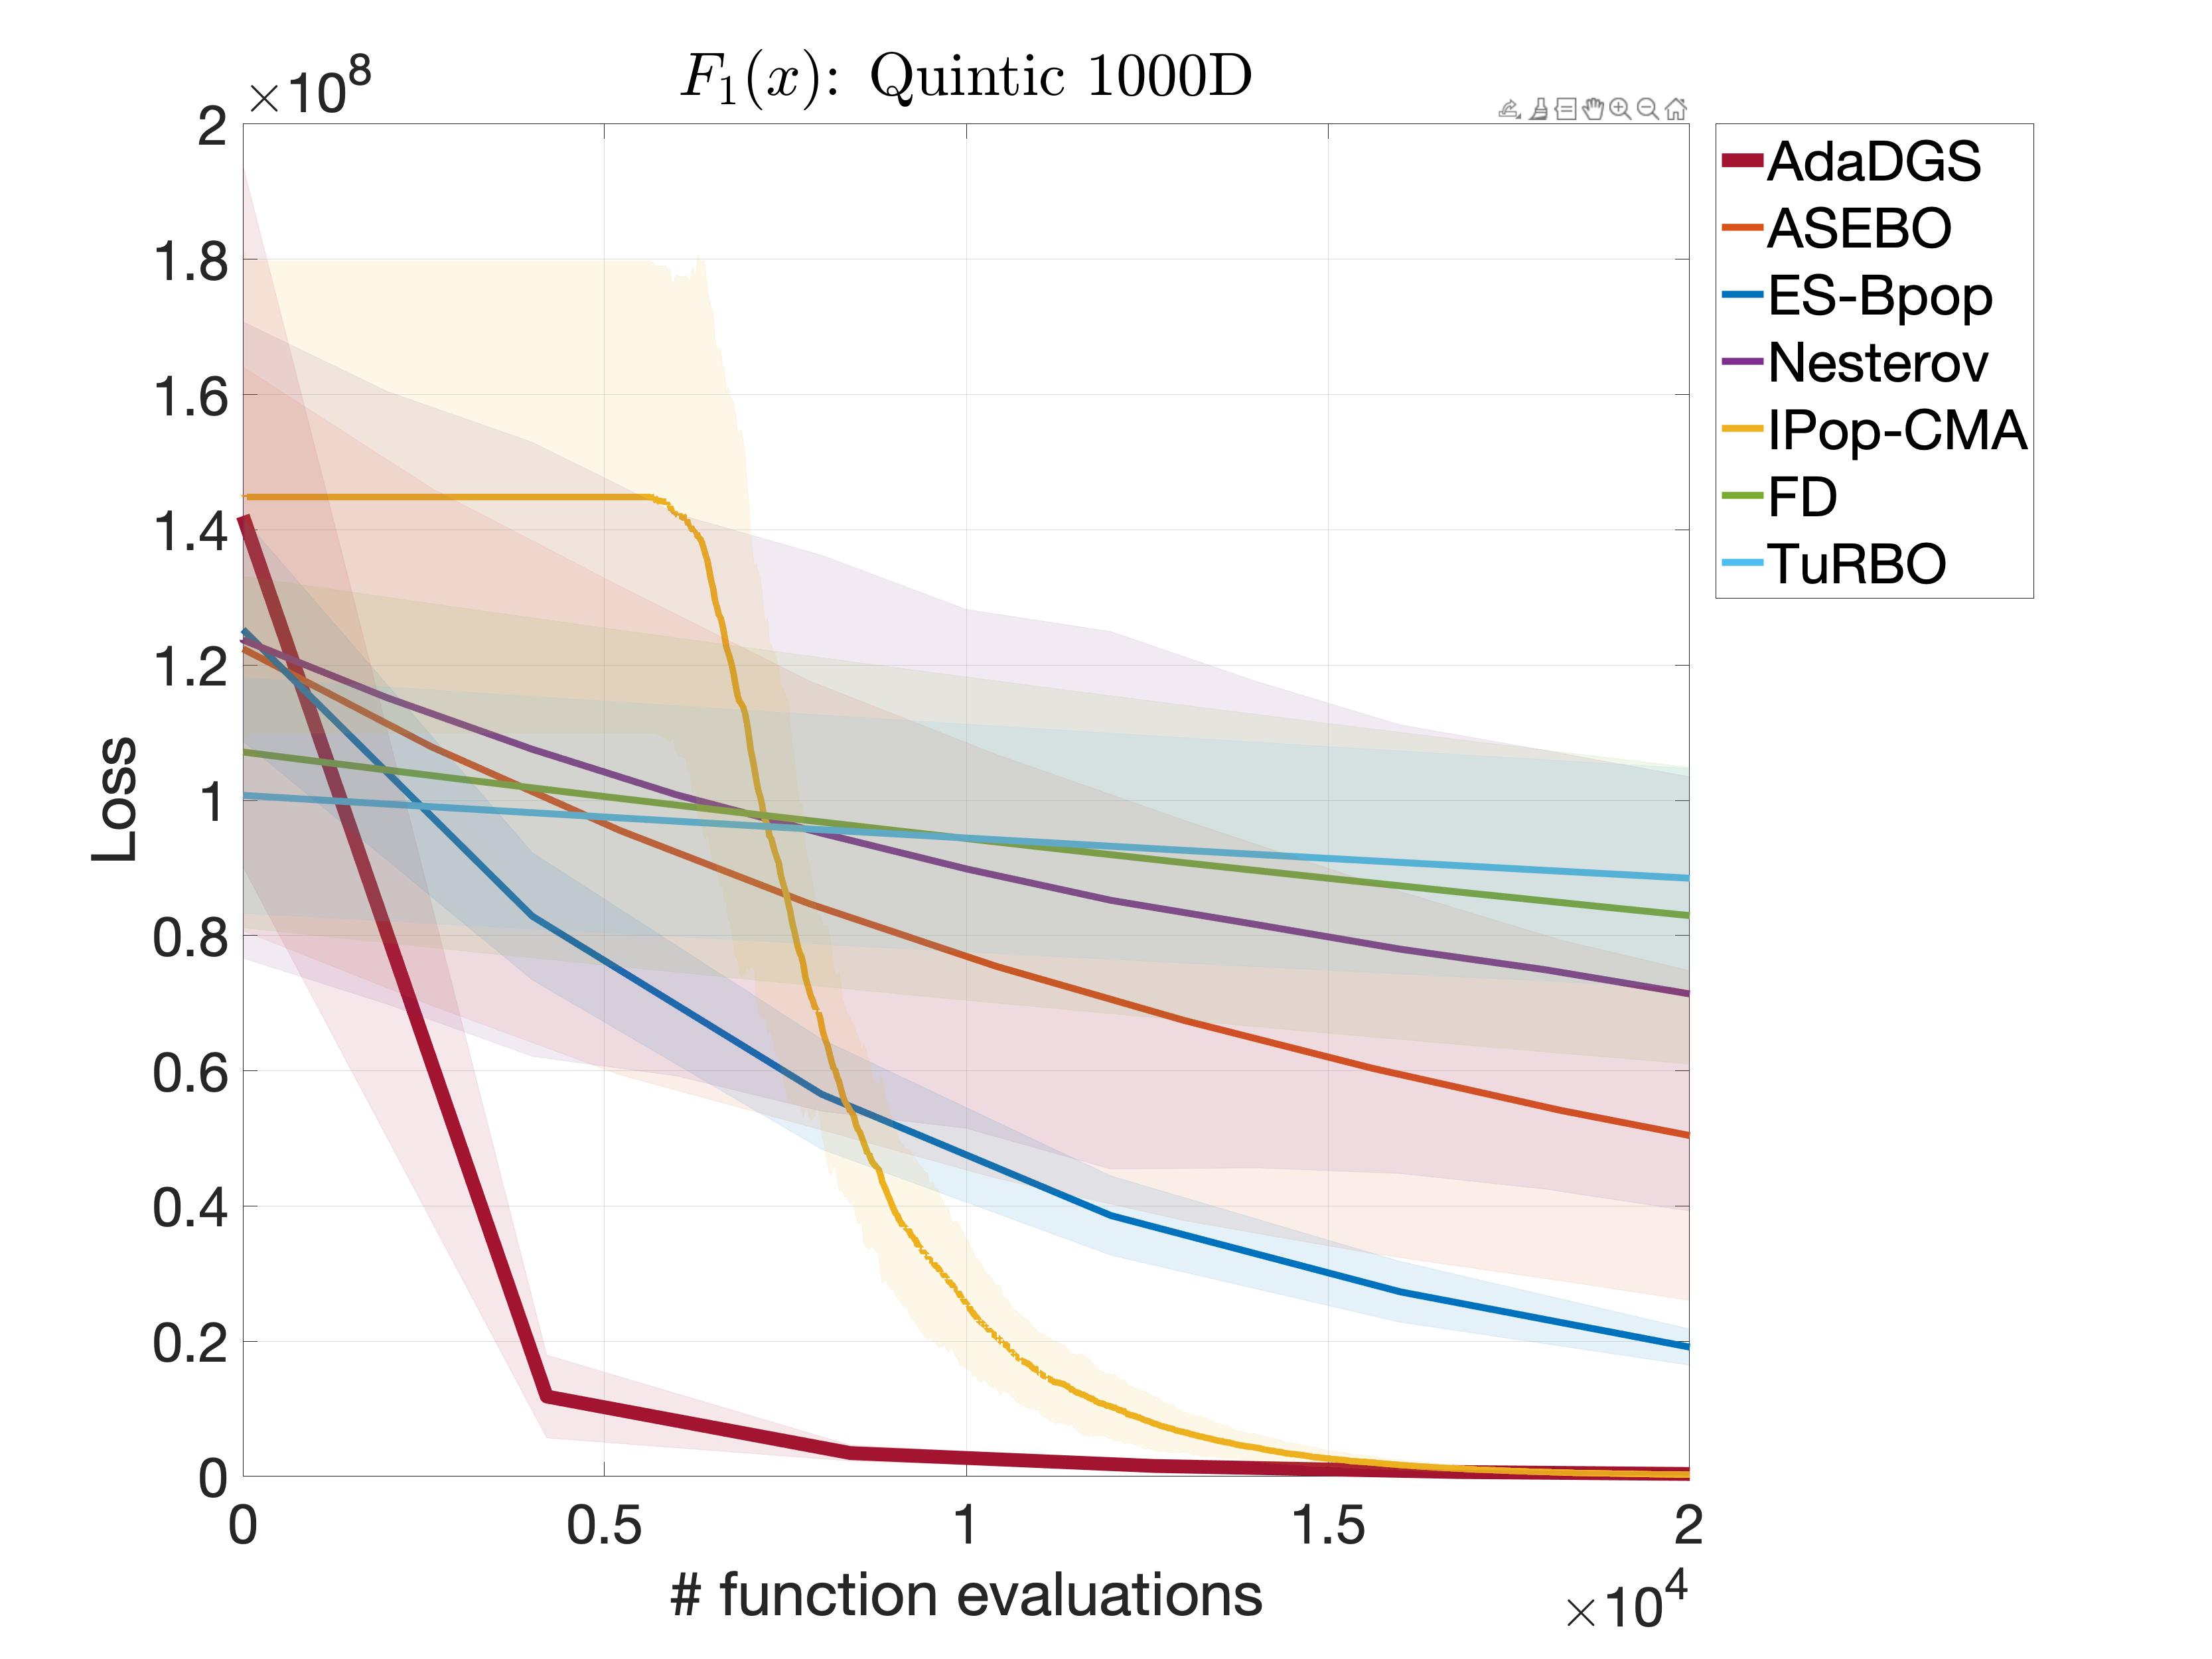 F₁(x): Quintic 1000D
×10⁸
2
1.8
1.6
1.4
1.2
1
0.8
0.6
0.4
0.2
0
Loss
0
0.5
1
1.5
2
# function evaluations
×10⁴
AdaDGS
ASEBO
ES-Bpop
Nesterov
IPop-CMA
FD
TuRBO